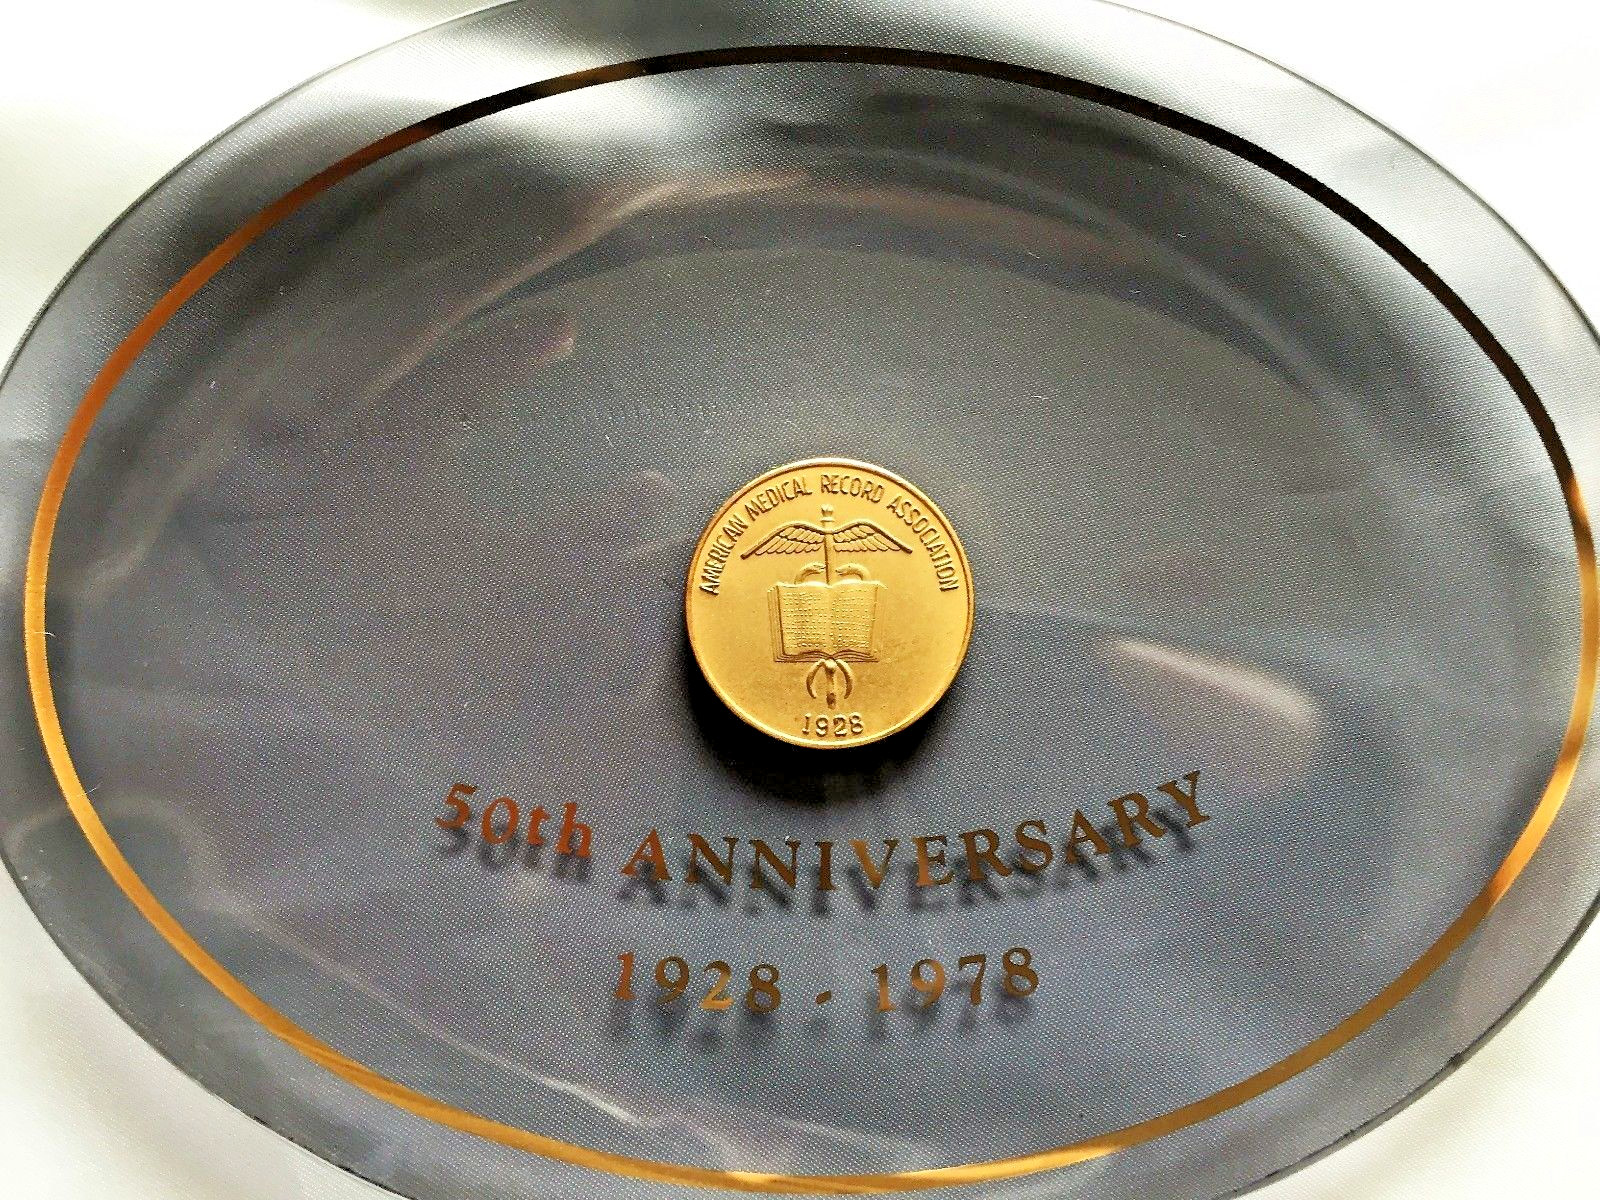 AMERICAN MEDICAL RECORD ASSOCIATION
1928
50th ANNIVERSARY
1928 - 1978